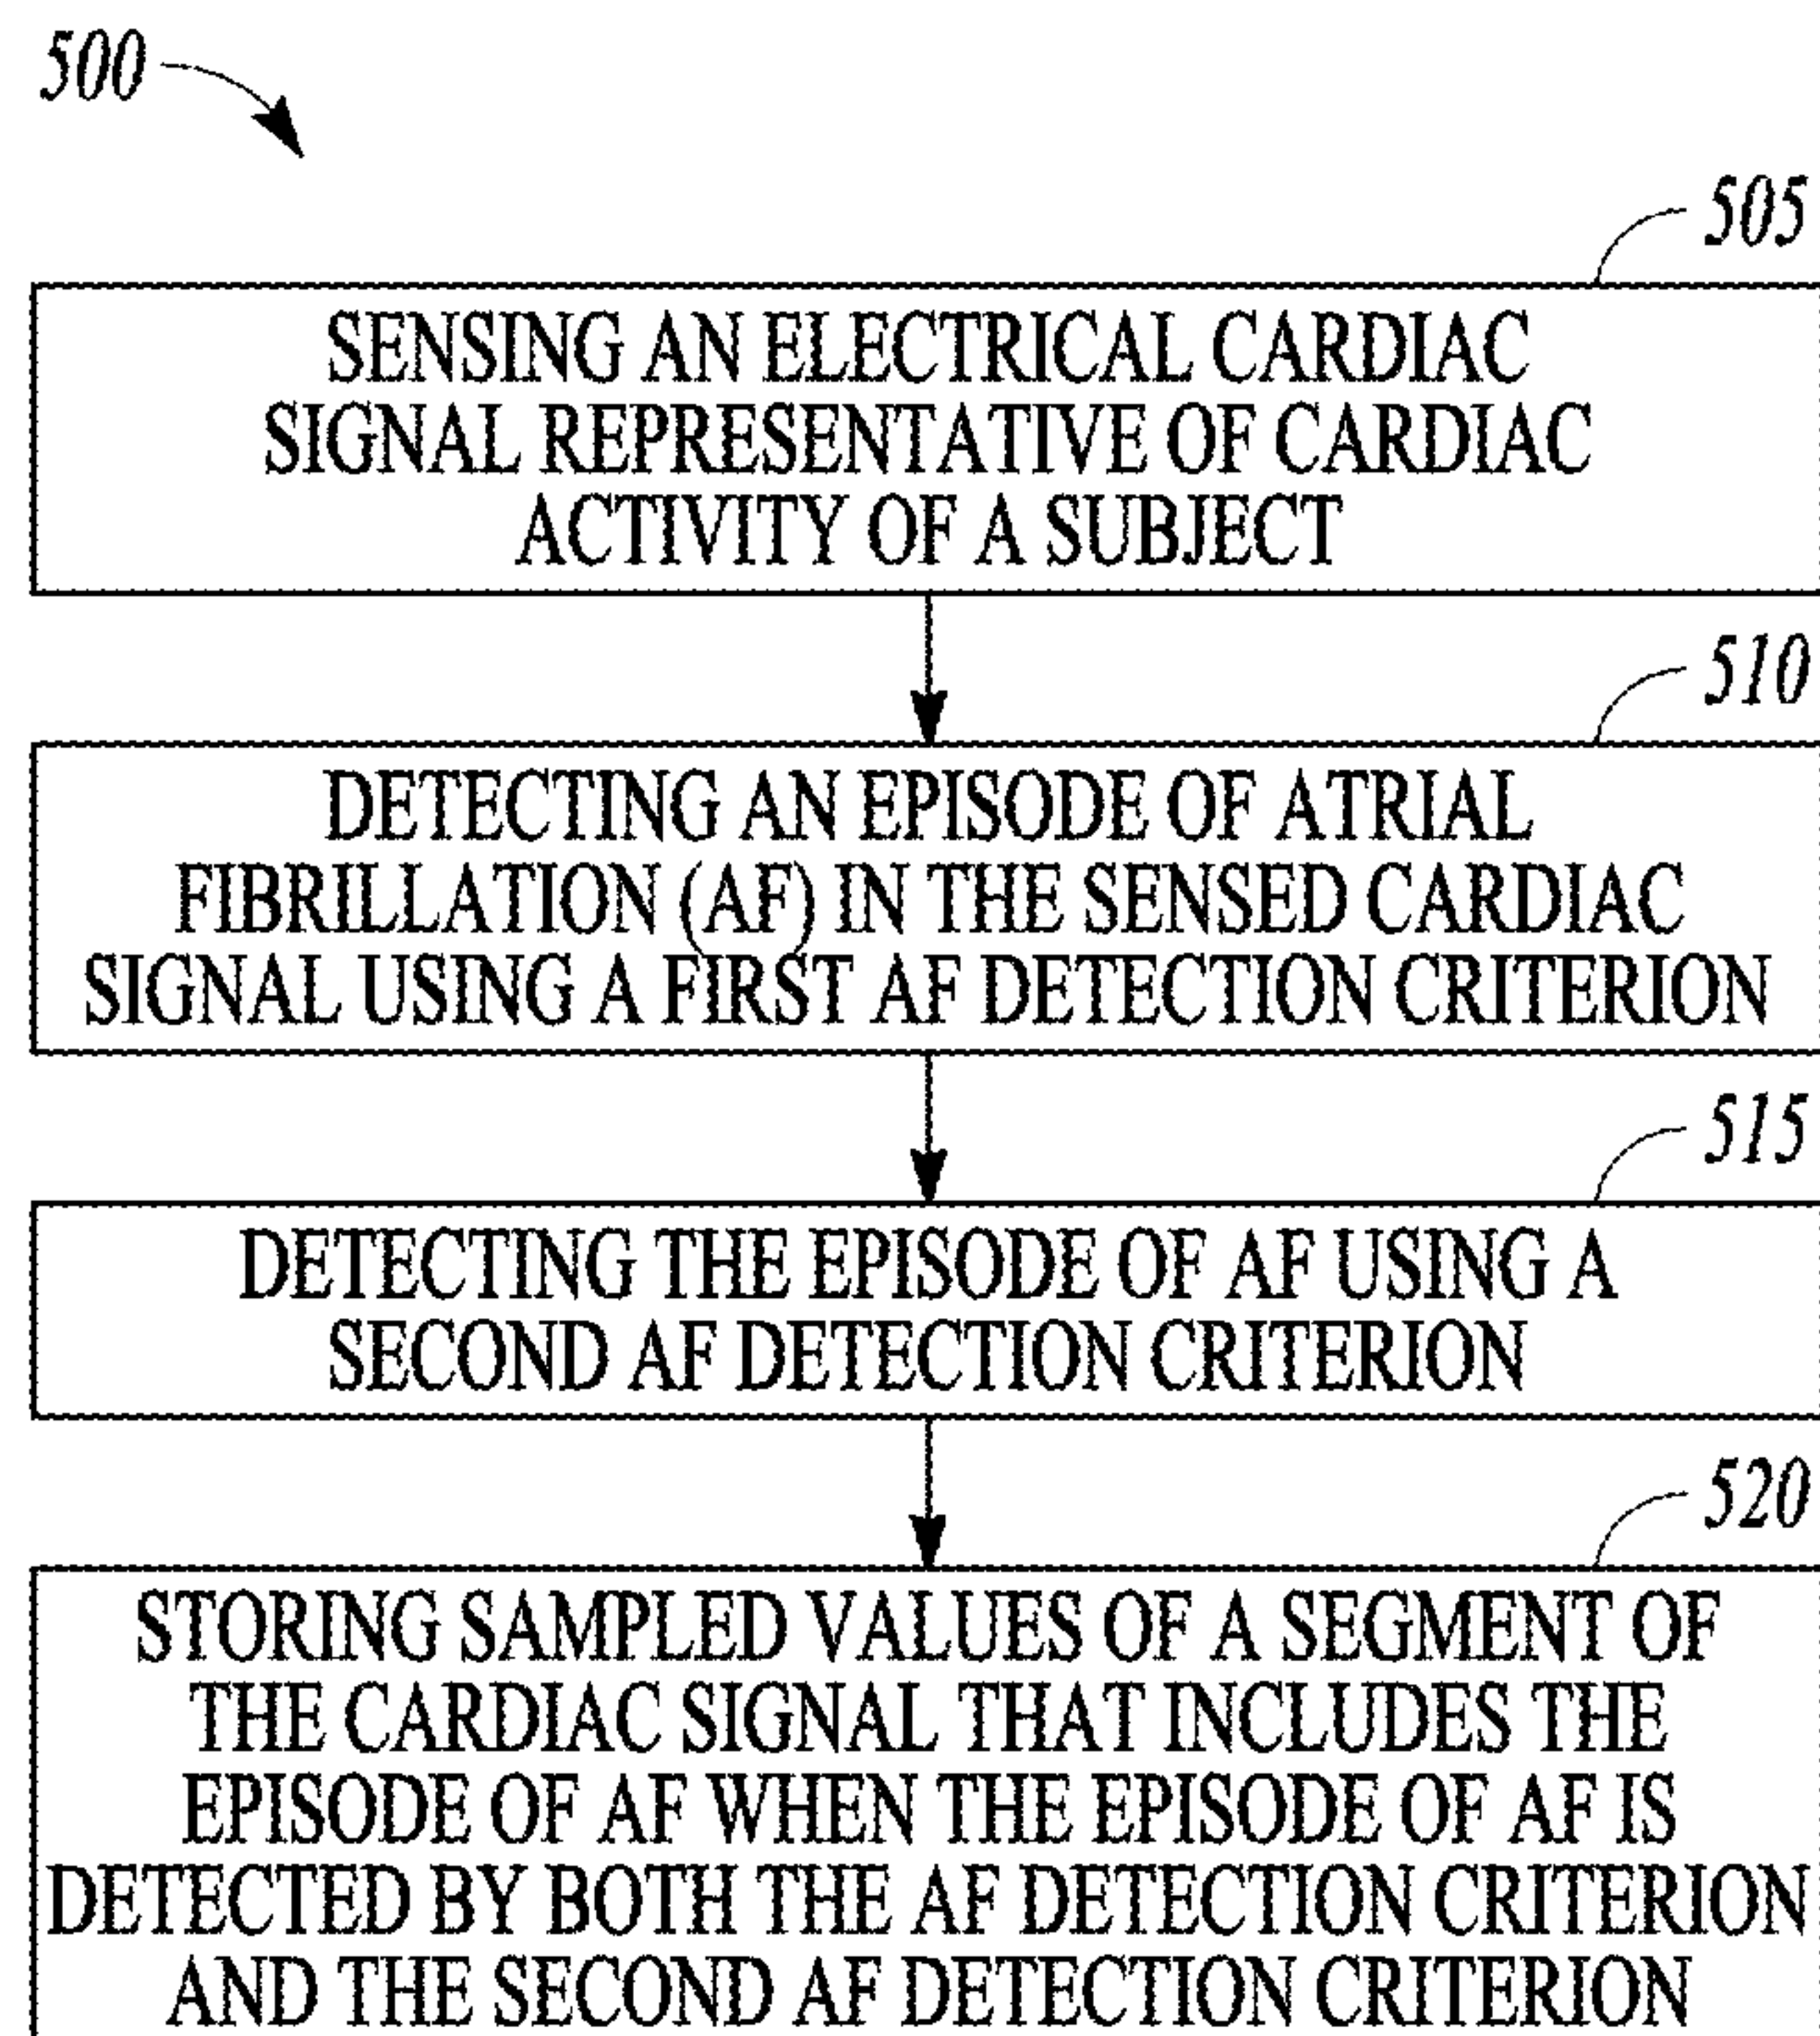 500
505
SENSING AN ELECTRICAL CARDIAC
SIGNAL REPRESENTATIVE OF CARDIAC
ACTIVITY OF A SUBJECT
510
DETECTING AN EPISODE OF ATRIAL
FIBRILLATION (AF) IN THE SENSED CARDIAC
SIGNAL USING A FIRST AF DETECTION CRITERION
515
DETECTING THE EPISODE OF AF USING A
SECOND AF DETECTION CRITERION
520
STORING SAMPLED VALUES OF A SEGMENT OF
THE CARDIAC SIGNAL THAT INCLUDES THE
EPISODE OF AF WHEN THE EPISODE OF AF IS
DETECTED BY BOTH THE AF DETECTION CRITERION
AND THE SECOND AF DETECTION CRITERION